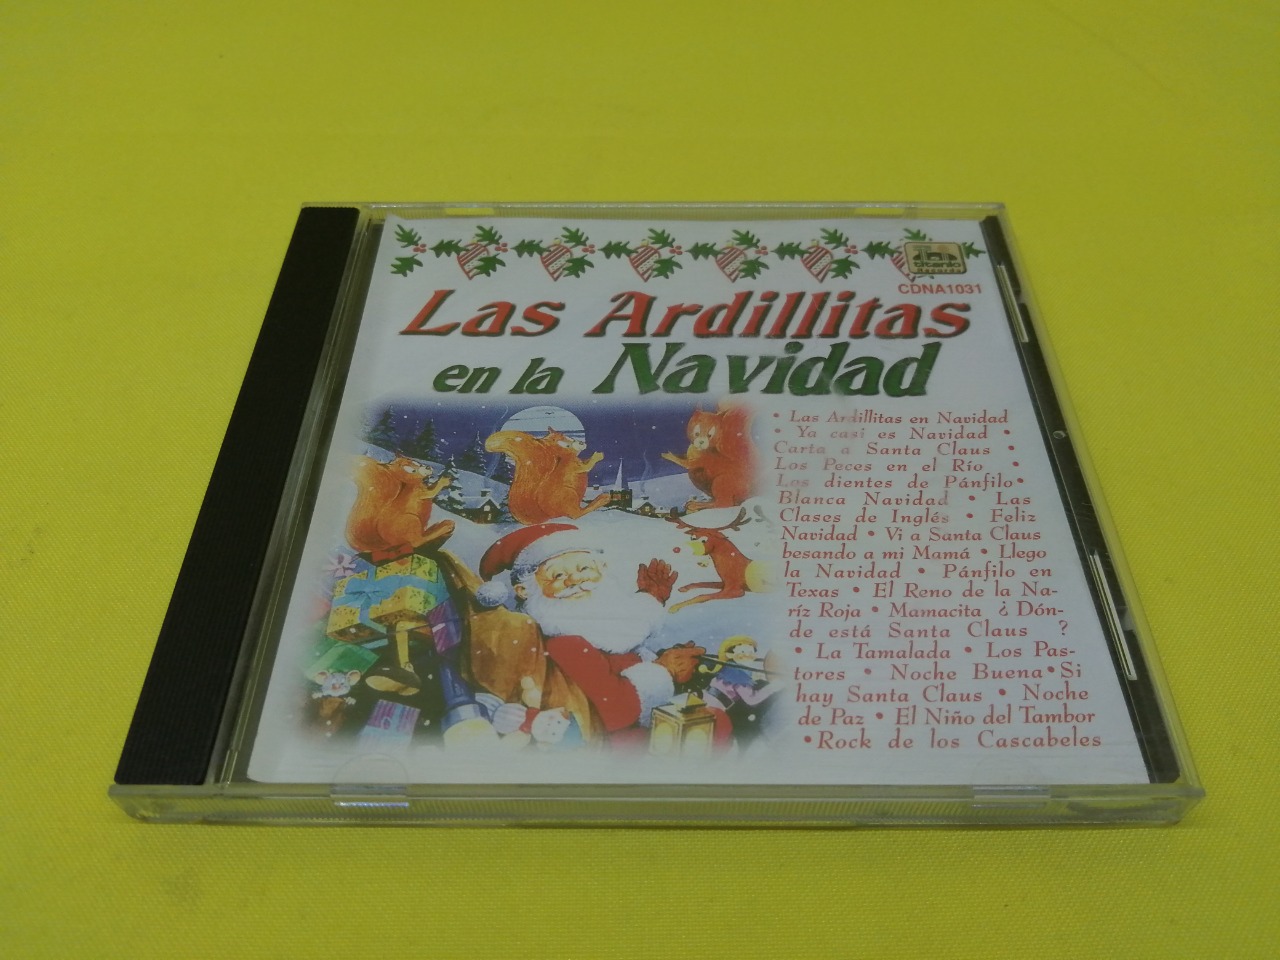 titanio
Records
CDNA1031
Las Ardillitas
en la Navidad
• Las Ardillitas en Navidad
• Ya casi es Navidad •
Carta a Santa Claus •
Los Peces en el Río •
Los dientes de Pánfilo •
Blanca Navidad • Las
Clases de Inglés • Feliz
Navidad • Vi a Santa Claus
besando a mi Mamá • Llego
la Navidad • Pánfilo en
Texas • El Reno de la Na-
ríz Roja • Mamacita ¿ Dón-
de está Santa Claus ?
• La Tamalada • Los Pas-
tores • Noche Buena • Si
hay Santa Claus • Noche
de Paz • El Niño del Tambor
• Rock de los Cascabeles